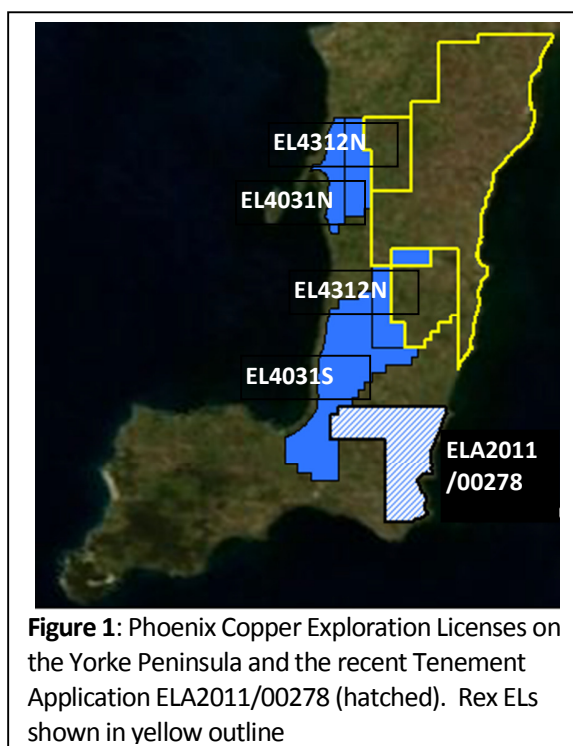 EL4312N
EL4031N
EL4312N
EL4031S
ELA2011
/00278
Figure 1: Phoenix Copper Exploration Licenses on
the Yorke Peninsula and the recent Tenement
Application ELA2011/00278 (hatched). Rex ELs
shown in yellow outline